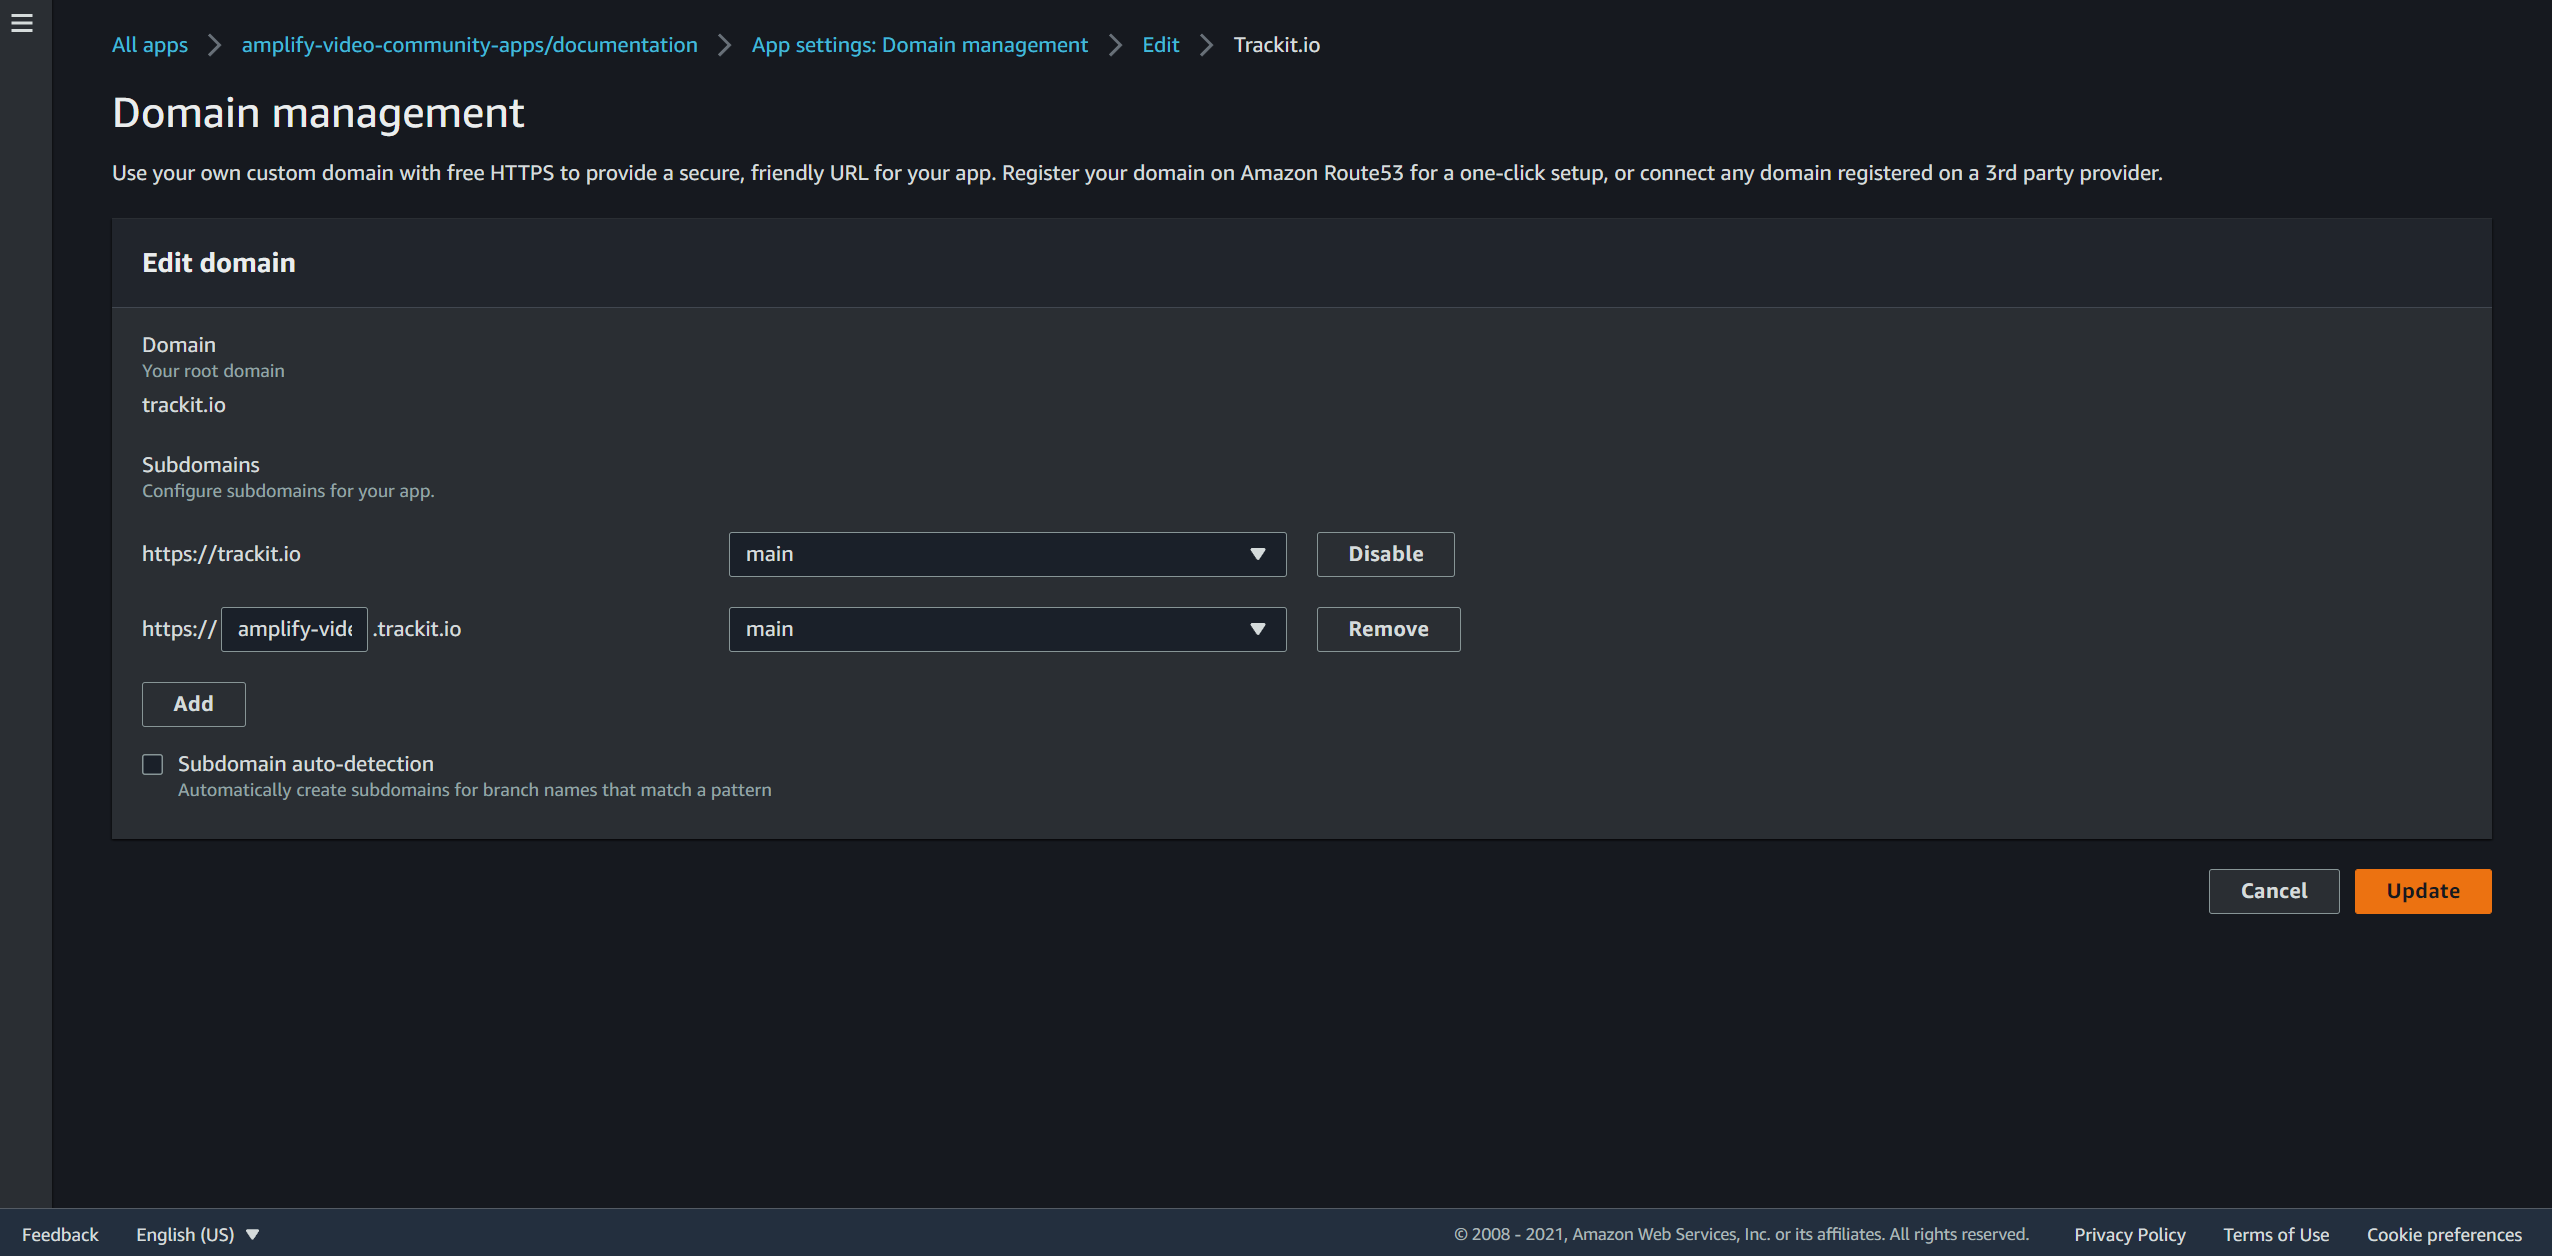 All apps > amplify-video-community-apps/documentation > App settings: Domain management > Edit > Trackit.io
Domain management
Use your own custom domain with free HTTPS to provide a secure, friendly URL for your app. Register your domain on Amazon Route53 for a one-click setup, or connect any domain registered on a 3rd party provider.
Edit domain
Domain
Your root domain
trackit.io
Subdomains
Configure subdomains for your app.
https://trackit.io main Disable
https:// amplify-vide .trackit.io main Remove
Add
Subdomain auto-detection
Automatically create subdomains for branch names that match a pattern
Cancel Update
Feedback English (US) © 2008 - 2021, Amazon Web Services, Inc. or its affiliates. All rights reserved. Privacy Policy Terms of Use Cookie preferences